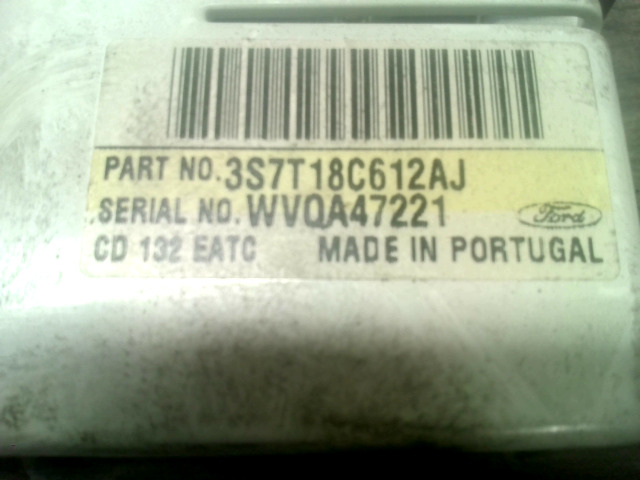 PART NO. 3S7T18C612AJ
SERIAL NO. WVQA47221
Ford
CD 132 EATC MADE IN PORTUGAL